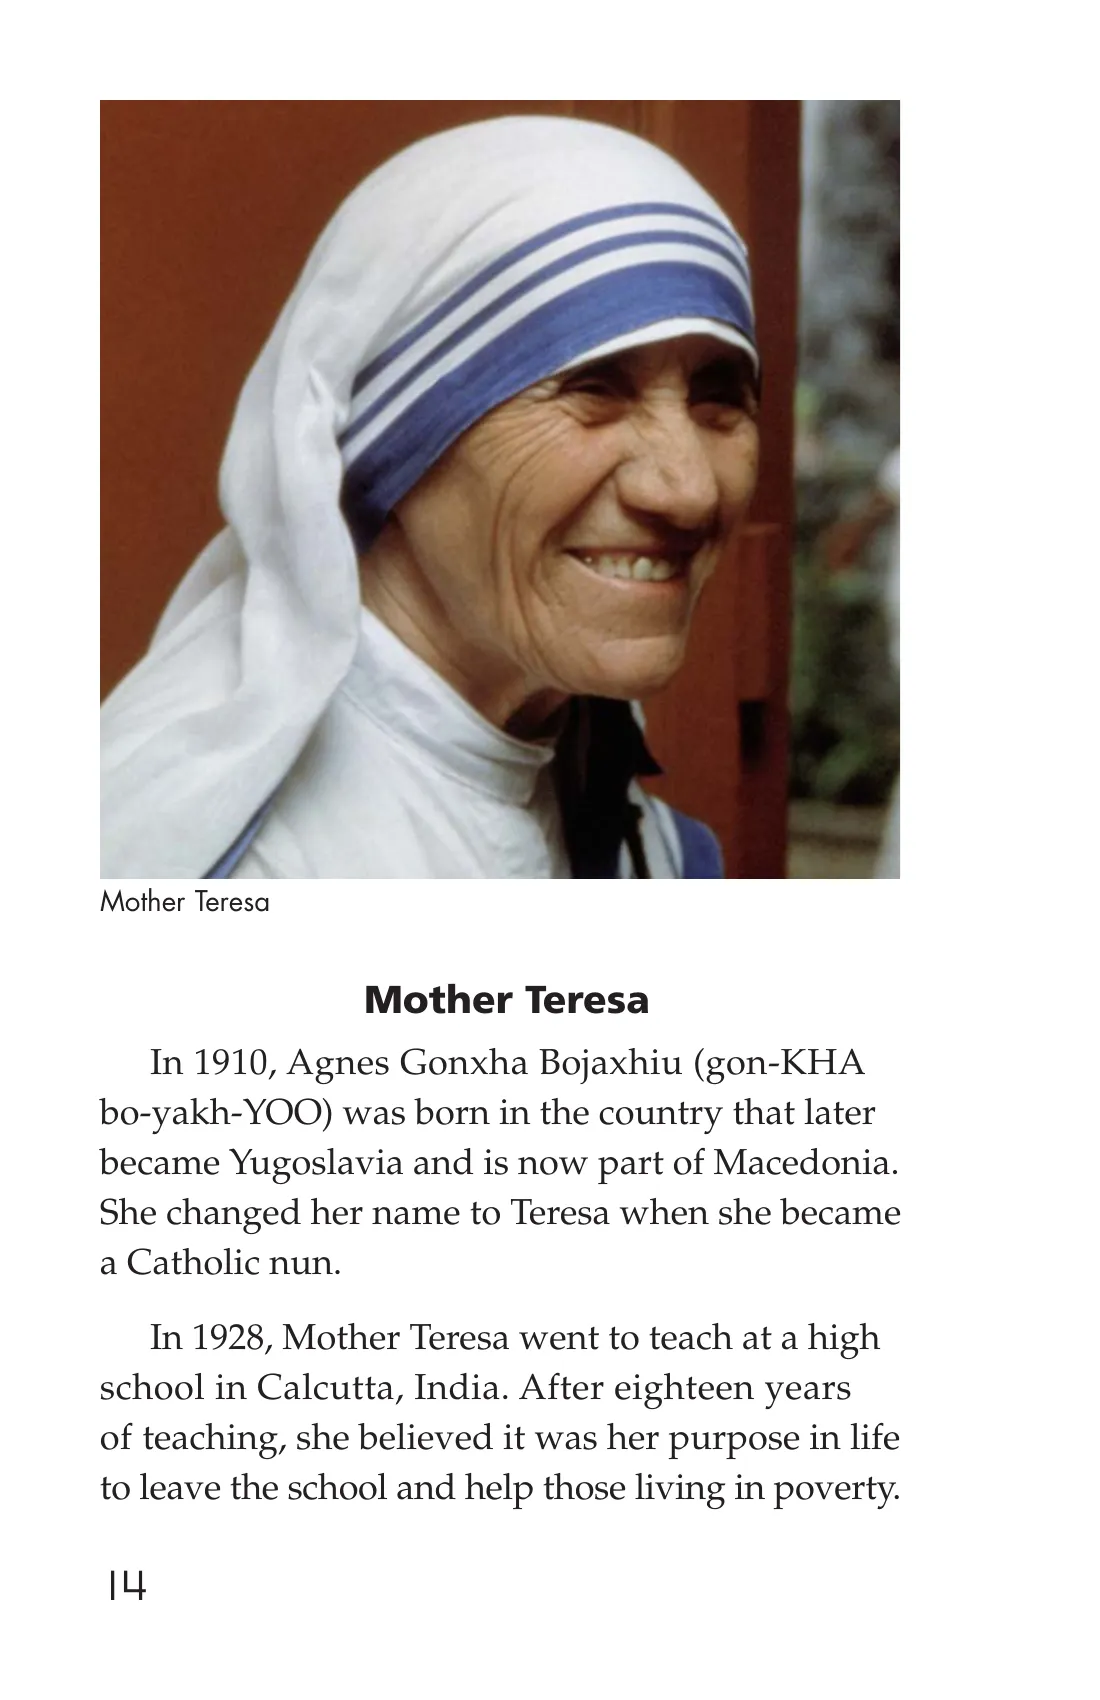 Mother Teresa
Mother Teresa
In 1910, Agnes Gonxha Bojaxhiu (gon-KHA
bo-yakh-YOO) was born in the country that later
became Yugoslavia and is now part of Macedonia.
She changed her name to Teresa when she became
a Catholic nun.
In 1928, Mother Teresa went to teach at a high
school in Calcutta, India. After eighteen years
of teaching, she believed it was her purpose in life
to leave the school and help those living in poverty.
14